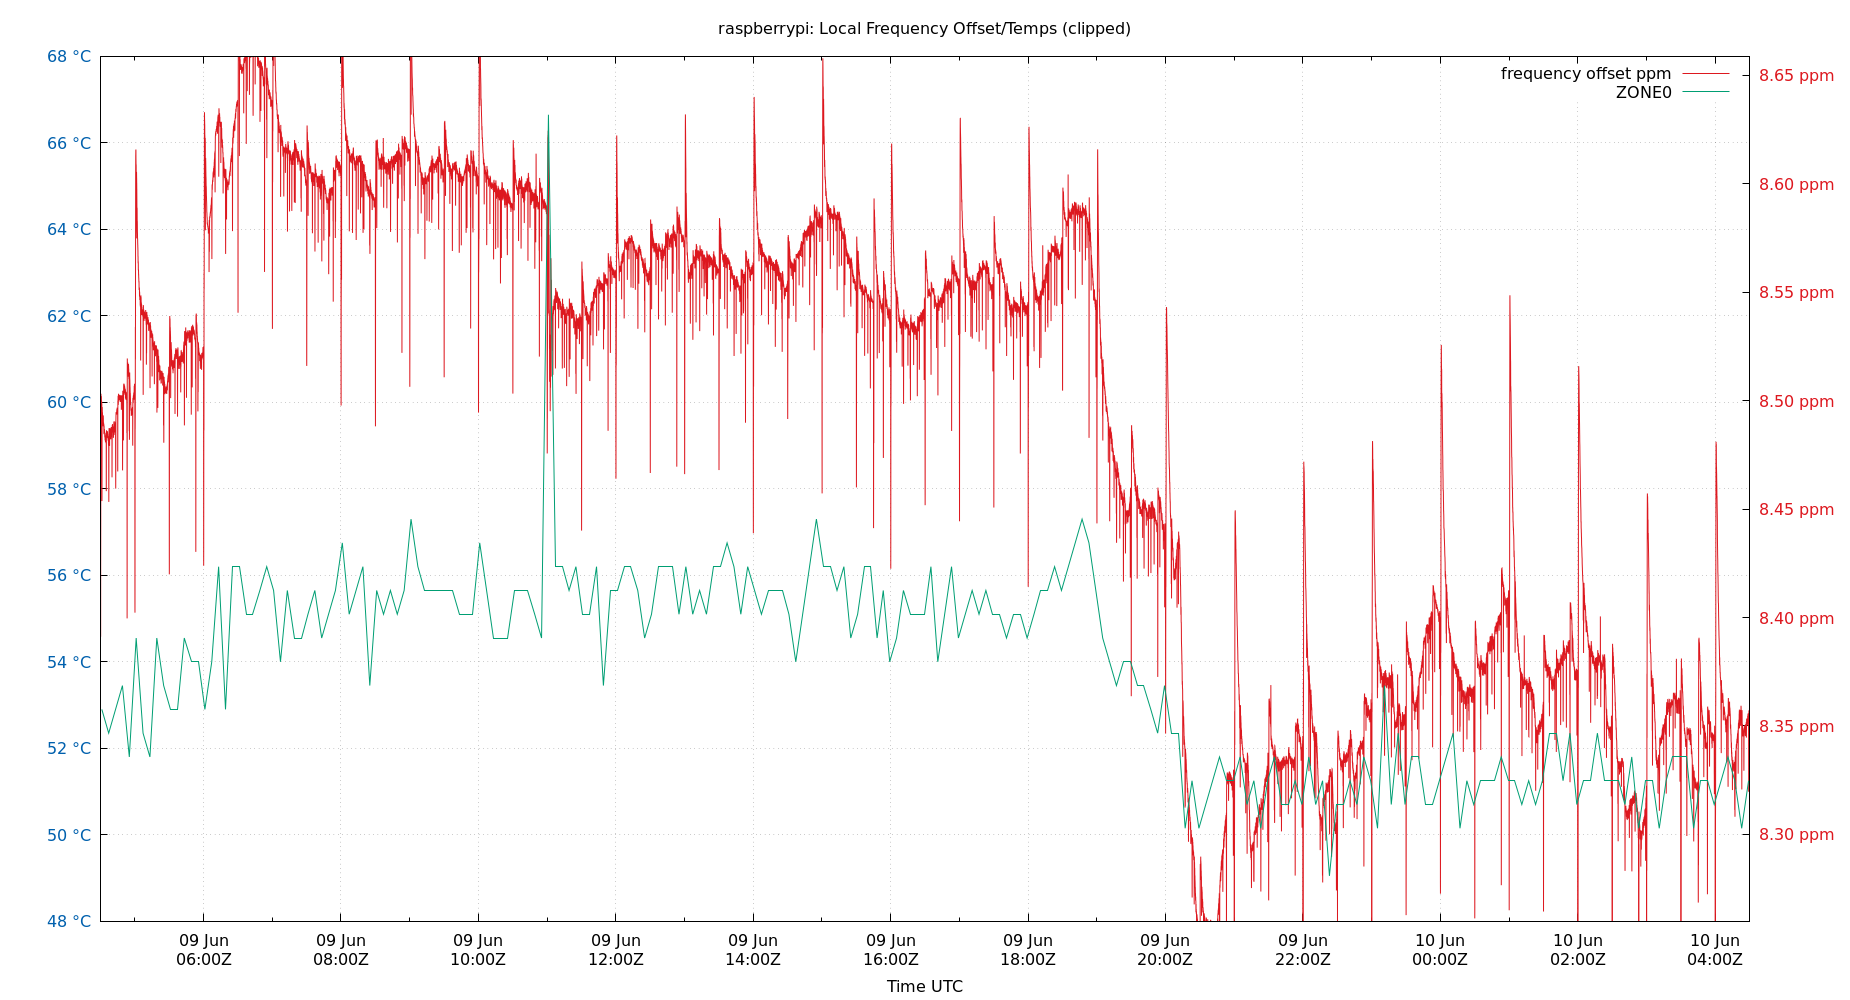 raspberrypi: Local Frequency Offset/Temps (clipped)
frequency offset ppm
ZONE0
68 °C
66 °C
64 °C
62 °C
60 °C
58 °C
56 °C
54 °C
52 °C
50 °C
48 °C
8.65 ppm
8.60 ppm
8.55 ppm
8.50 ppm
8.45 ppm
8.40 ppm
8.35 ppm
8.30 ppm
09 Jun
06:00Z
09 Jun
08:00Z
09 Jun
10:00Z
09 Jun
12:00Z
09 Jun
14:00Z
09 Jun
16:00Z
09 Jun
18:00Z
09 Jun
20:00Z
09 Jun
22:00Z
10 Jun
00:00Z
10 Jun
02:00Z
10 Jun
04:00Z
Time UTC